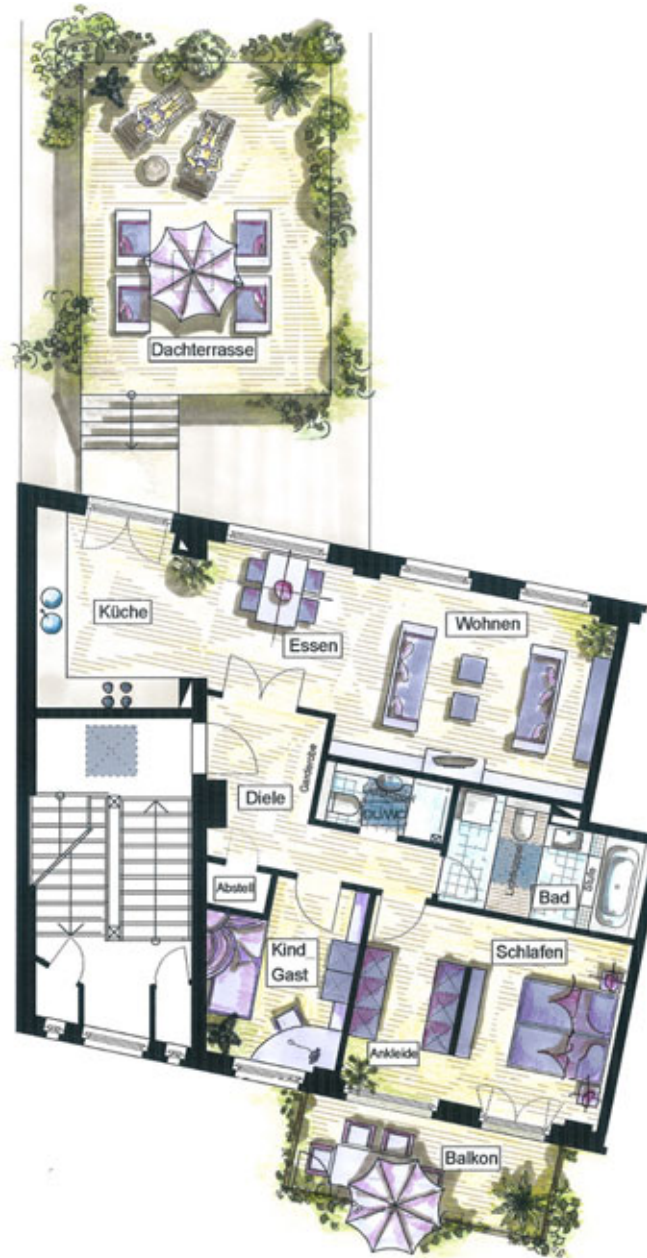 Dachterrasse
Küche
Essen
Wohnen
Garderobe
Diele
DU/WC
Abstell
Bad
Kind
Gast
Schlafen
Ankleide
Balkon